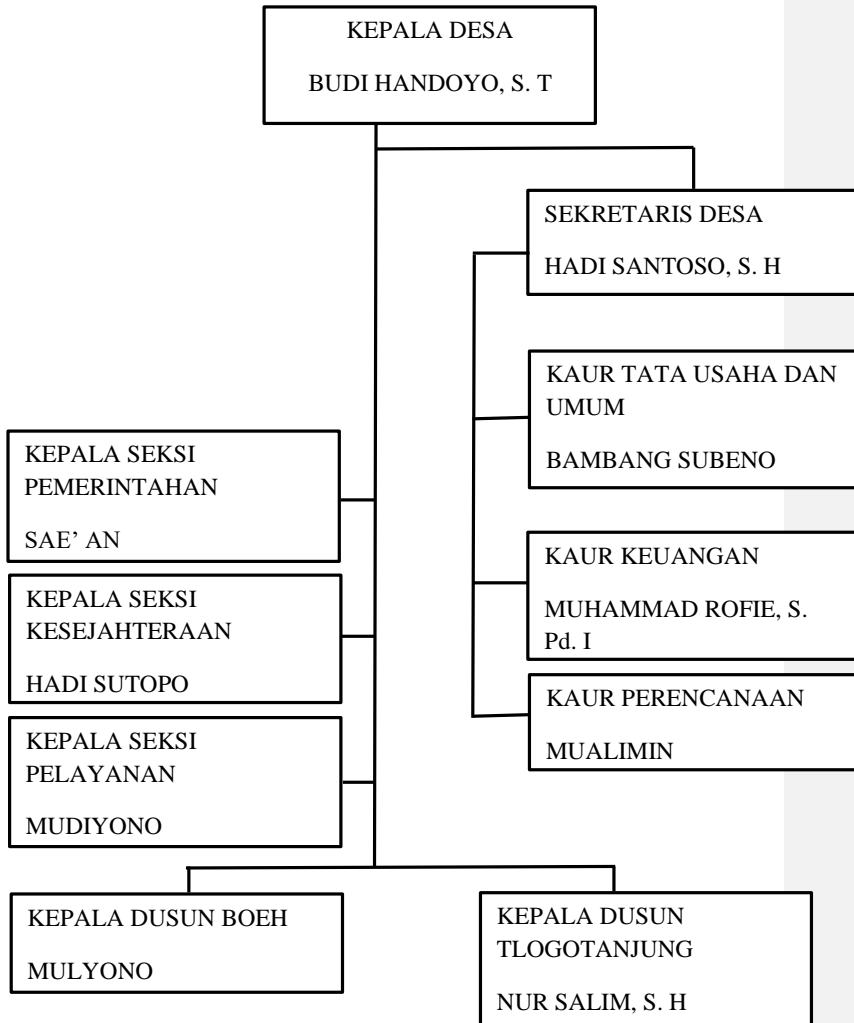 KEPALA DESA
BUDI HANDOYO, S. T
SEKRETARIS DESA
HADI SANTOSO, S. H
KAUR TATA USAHA DAN
UMUM
BAMBANG SUBENO
KAUR KEUANGAN
MUHAMMAD ROFIE, S.
Pd. I
KAUR PERENCANAAN
MUALIMIN
KEPALA SEKSI
PEMERINTAHAN
SAE’ AN
KEPALA SEKSI
KESEJAHTERAAN
HADI SUTOPO
KEPALA SEKSI
PELAYANAN
MUDIYONO
KEPALA DUSUN BOEH
MULYONO
KEPALA DUSUN
TLOGOTANJUNG
NUR SALIM, S. H